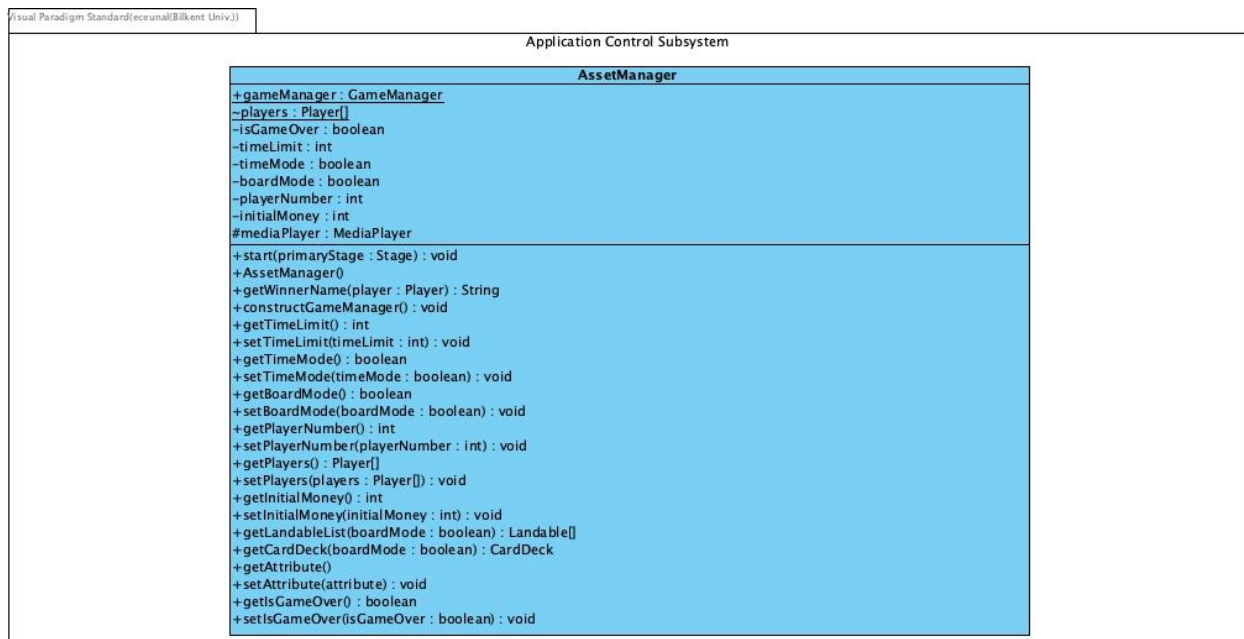 Visual Paradigm Standard(eceunal(Bilkent Univ.))
Application Control Subsystem
AssetManager
+gameManager : GameManager
~players : Player[]
-isGameOver : boolean
-timeLimit : int
-timeMode : boolean
-boardMode : boolean
-playerNumber : int
-initialMoney : int
#mediaPlayer : MediaPlayer
+start(primaryStage : Stage) : void
+AssetManager()
+getWinnerName(player : Player) : String
+constructGameManager() : void
+getTimeLimit() : int
+setTimeLimit(timeLimit : int) : void
+getTimeMode() : boolean
+setTimeMode(timeMode : boolean) : void
+getBoardMode() : boolean
+setBoardMode(boardMode : boolean) : void
+getPlayerNumber() : int
+setPlayerNumber(playerNumber : int) : void
+getPlayers() : Player[]
+setPlayers(players : Player[]) : void
+getInitialMoney() : int
+setInitialMoney(initialMoney : int) : void
+getLandableList(boardMode : boolean) : Landable[]
+getCardDeck(boardMode : boolean) : CardDeck
+getAttribute()
+setAttribute(attribute) : void
+getIsGameOver() : boolean
+setIsGameOver(isGameOver : boolean) : void